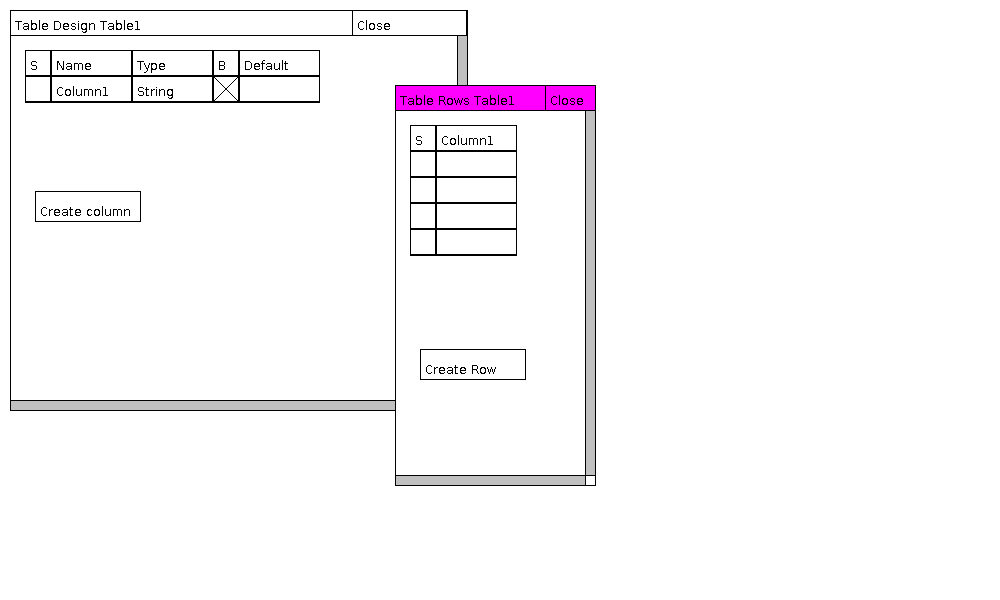 Table Design Table1 Close
S Name Type B Default
Column1 String
Create column
Table Rows Table1 Close
S Column1
Create Row